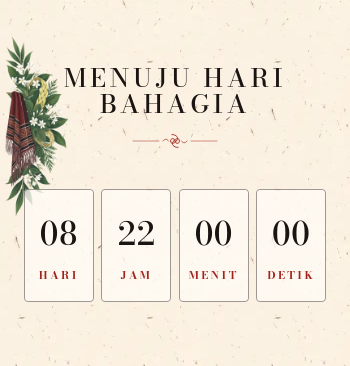 MENUJU HARI
BAHAGIA
08 22 00 00
HARI JAM MENIT DETIK